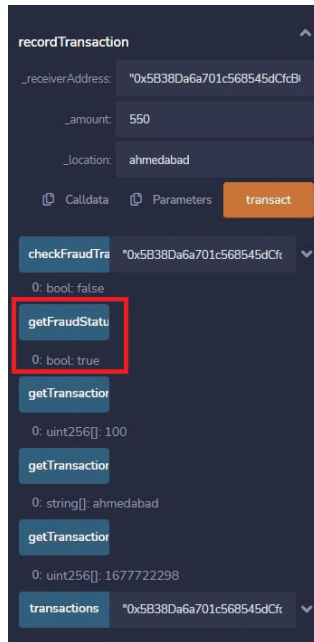 recordTransaction
_receiverAddress: "0x5B38Da6a701c568545dCfcB
_amount: 550
_location: ahmedabad
Calldata Parameters transact
checkFraudTra "0x5B38Da6a701c568545dCfc
0: bool: false
getFraudStatu
0: bool: true
getTransaction
0: uint256[]: 100
getTransaction
0: string[]: ahmedabad
getTransaction
0: uint256[]: 1677722298
transactions "0x5B38Da6a701c568545dCfc